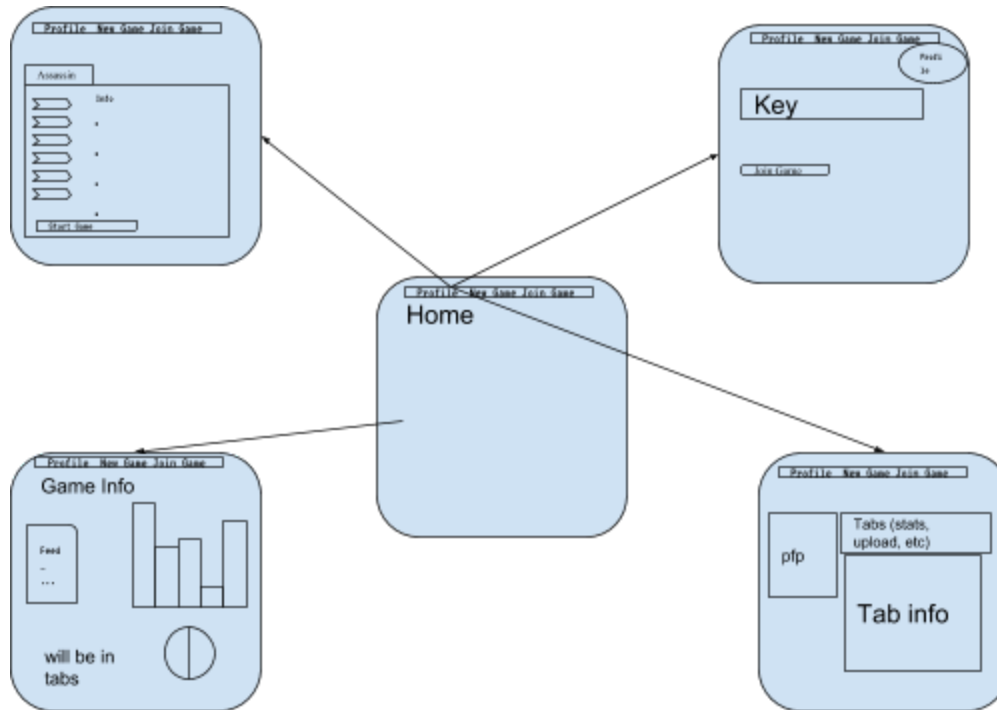 Profile New Game Join Game
Assassin
Info
Start Game
Profile New Game Join Game
Profi
le
Key
Join Game
Profile New Game Join Game
Home
Profile New Game Join Game
Game Info
Feed
...
will be in
tabs
Profile New Game Join Game
pfp
Tabs (stats,
upload, etc)
Tab info